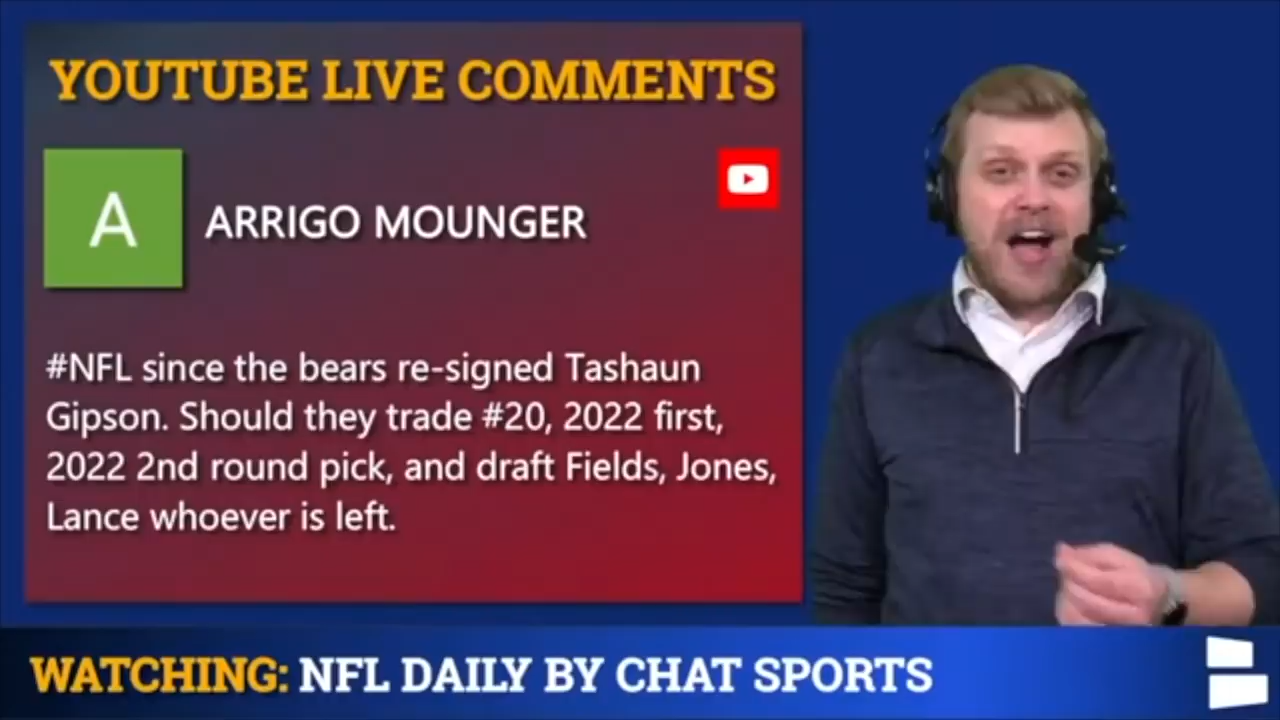 YOUTUBE LIVE COMMENTS
A
ARRIGO MOUNGER
#NFL since the bears re-signed Tashaun
Gipson. Should they trade #20, 2022 first,
2022 2nd round pick, and draft Fields, Jones,
Lance whoever is left.
WATCHING: NFL DAILY BY CHAT SPORTS